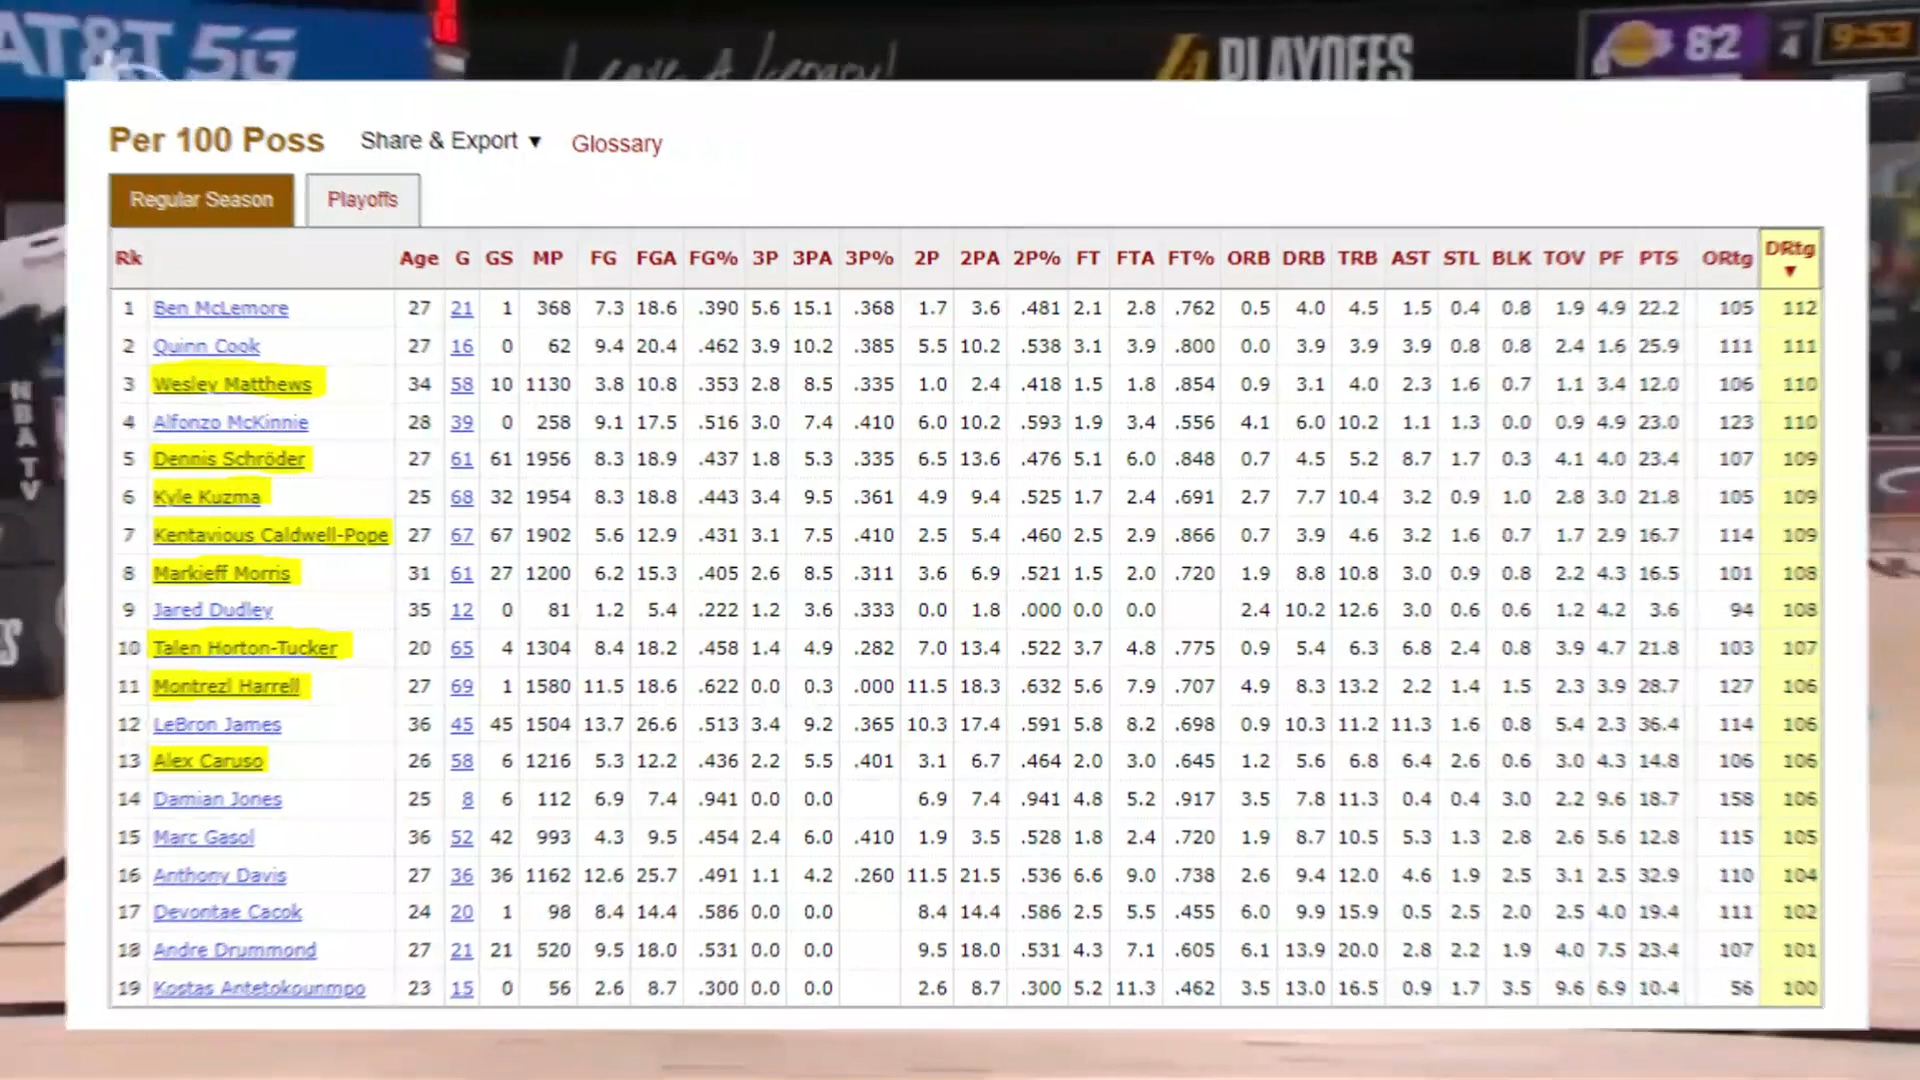 AT&T 5G
Leave A Legacy!
PLAYOFFS
82
4
9:53
NBA TV
Per 100 Poss Share & Export ▼ Glossary
Regular Season Playoffs
Rk Age G GS MP FG FGA FG% 3P 3PA 3P% 2P 2PA 2P% FT FTA FT% ORB DRB TRB AST STL BLK TOV PF PTS ORtg DRtg ▼
1 Ben McLemore 27 21 1 368 7.3 18.6 .390 5.6 15.1 .368 1.7 3.6 .481 2.1 2.8 .762 0.5 4.0 4.5 1.5 0.4 0.8 1.9 4.9 22.2 105 112
2 Quinn Cook 27 16 0 62 9.4 20.4 .462 3.9 10.2 .385 5.5 10.2 .538 3.1 3.9 .800 0.0 3.9 3.9 3.9 0.8 0.8 2.4 1.6 25.9 111 111
3 Wesley Matthews 34 58 10 1130 3.8 10.8 .353 2.8 8.5 .335 1.0 2.4 .418 1.5 1.8 .854 0.9 3.1 4.0 2.3 1.6 0.7 1.1 3.4 12.0 106 110
4 Alfonzo McKinnie 28 39 0 258 9.1 17.5 .516 3.0 7.4 .410 6.0 10.2 .593 1.9 3.4 .556 4.1 6.0 10.2 1.1 1.3 0.0 0.9 4.9 23.0 123 110
5 Dennis Schröder 27 61 61 1956 8.3 18.9 .437 1.8 5.3 .335 6.5 13.6 .476 5.1 6.0 .848 0.7 4.5 5.2 8.7 1.7 0.3 4.1 4.0 23.4 107 109
6 Kyle Kuzma 25 68 32 1954 8.3 18.8 .443 3.4 9.5 .361 4.9 9.4 .525 1.7 2.4 .691 2.7 7.7 10.4 3.2 0.9 1.0 2.8 3.0 21.8 105 109
7 Kentavious Caldwell-Pope 27 67 67 1902 5.6 12.9 .431 3.1 7.5 .410 2.5 5.4 .460 2.5 2.9 .866 0.7 3.9 4.6 3.2 1.6 0.7 1.7 2.9 16.7 114 109
8 Markieff Morris 31 61 27 1200 6.2 15.3 .405 2.6 8.5 .311 3.6 6.9 .521 1.5 2.0 .720 1.9 8.8 10.8 3.0 0.9 0.8 2.2 4.3 16.5 101 108
9 Jared Dudley 35 12 0 81 1.2 5.4 .222 1.2 3.6 .333 0.0 1.8 .000 0.0 0.0 2.4 10.2 12.6 3.0 0.6 0.6 1.2 4.2 3.6 94 108
10 Talen Horton-Tucker 20 65 4 1304 8.4 18.2 .458 1.4 4.9 .282 7.0 13.4 .522 3.7 4.8 .775 0.9 5.4 6.3 6.8 2.4 0.8 3.9 4.7 21.8 103 107
11 Montrezl Harrell 27 69 1 1580 11.5 18.6 .622 0.0 0.3 .000 11.5 18.3 .632 5.6 7.9 .707 4.9 8.3 13.2 2.2 1.4 1.5 2.3 3.9 28.7 127 106
12 LeBron James 36 45 45 1504 13.7 26.6 .513 3.4 9.2 .365 10.3 17.4 .591 5.8 8.2 .698 0.9 10.3 11.2 11.3 1.6 0.8 5.4 2.3 36.4 114 106
13 Alex Caruso 26 58 6 1216 5.3 12.2 .436 2.2 5.5 .401 3.1 6.7 .464 2.0 3.0 .645 1.2 5.6 6.8 6.4 2.6 0.6 3.0 4.3 14.8 106 106
14 Damian Jones 25 8 6 112 6.9 7.4 .941 0.0 0.0 6.9 7.4 .941 4.8 5.2 .917 3.5 7.8 11.3 0.4 0.4 3.0 2.2 9.6 18.7 158 106
15 Marc Gasol 36 52 42 993 4.3 9.5 .454 2.4 6.0 .410 1.9 3.5 .528 1.8 2.4 .720 1.9 8.7 10.5 5.3 1.3 2.8 2.6 5.6 12.8 115 105
16 Anthony Davis 27 36 36 1162 12.6 25.7 .491 1.1 4.2 .260 11.5 21.5 .536 6.6 9.0 .738 2.6 9.4 12.0 4.6 1.9 2.5 3.1 2.5 32.9 110 104
17 Devontae Cacok 24 20 1 98 8.4 14.4 .586 0.0 0.0 8.4 14.4 .586 2.5 5.5 .455 6.0 9.9 15.9 0.5 2.5 2.0 2.5 4.0 19.4 111 102
18 Andre Drummond 27 21 21 520 9.5 18.0 .531 0.0 0.0 9.5 18.0 .531 4.3 7.1 .605 6.1 13.9 20.0 2.8 2.2 1.9 4.0 7.5 23.4 107 101
19 Kostas Antetokounmpo 23 15 0 56 2.6 8.7 .300 0.0 0.0 2.6 8.7 .300 5.2 11.3 .462 3.5 13.0 16.5 0.9 1.7 3.5 9.6 6.9 10.4 56 100